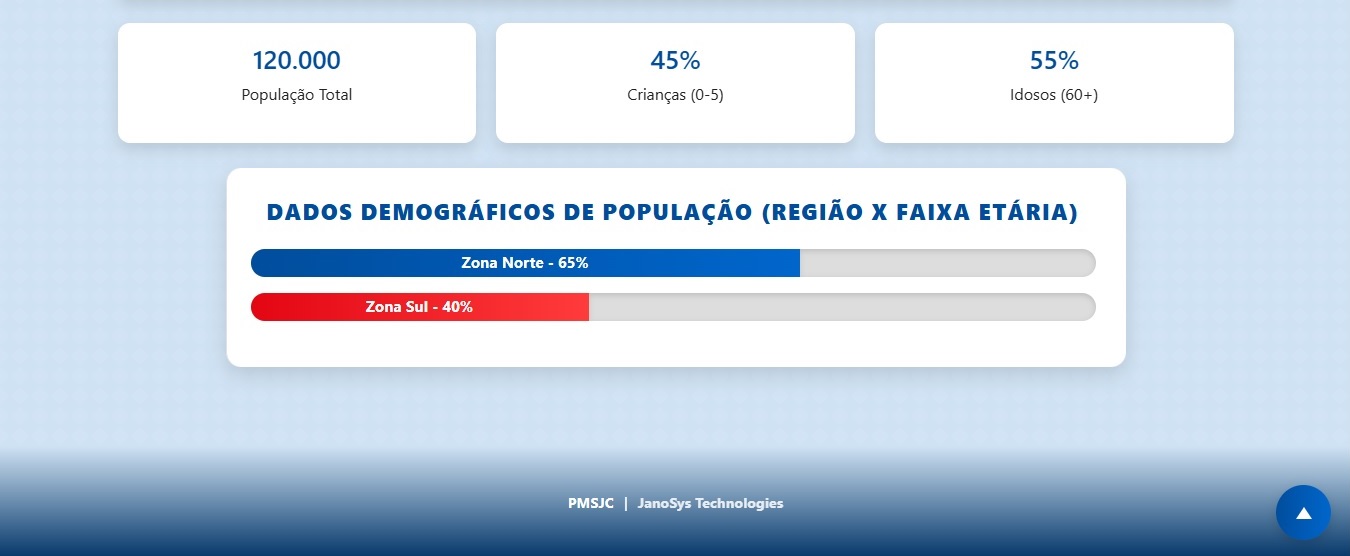 120.000
População Total
45%
Crianças (0-5)
55%
Idosos (60+)
DADOS DEMOGRÁFICOS DE POPULAÇÃO (REGIÃO X FAIXA ETÁRIA)
Zona Norte - 65%
Zona Sul - 40%
PMSJC | JanoSys Technologies